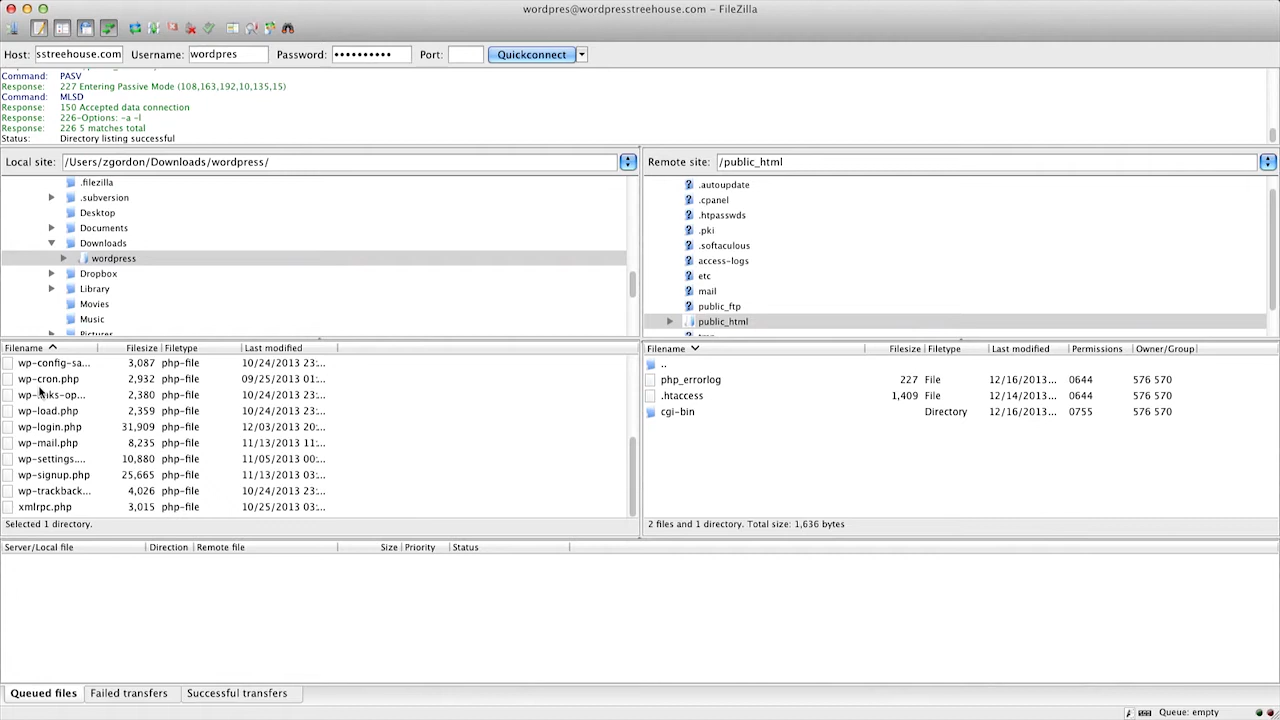 wordpres@wordpresstreehouse.com - FileZilla
Host: sstreehouse.com Username: wordpres Password: •••••••••• Port: Quickconnect
Command: PASV
Response: 227 Entering Passive Mode (108,163,192,10,135,15)
Command: MLSD
Response: 150 Accepted data connection
Response: 226-Options: -a -l
Response: 226 5 matches total
Status: Directory listing successful
Local site: /Users/zgordon/Downloads/wordpress/
.filezilla
.subversion
Desktop
Documents
Downloads
wordpress
Dropbox
Library
Movies
Music
Pictures
Remote site: /public_html
.autoupdate
.cpanel
.htpasswds
.pki
.softaculous
access-logs
etc
mail
public_ftp
public_html
Filename Filesize Filetype Last modified
wp-config-sa... 3,087 php-file 10/24/2013 23:...
wp-cron.php 2,932 php-file 09/25/2013 01:...
wp-links-op... 2,380 php-file 10/24/2013 23:...
wp-load.php 2,359 php-file 10/24/2013 23:...
wp-login.php 31,909 php-file 12/03/2013 20:...
wp-mail.php 8,235 php-file 11/13/2013 11:...
wp-settings.... 10,880 php-file 11/05/2013 00:...
wp-signup.php 25,665 php-file 11/13/2013 03:...
wp-trackback... 4,026 php-file 10/24/2013 23:...
xmlrpc.php 3,015 php-file 10/25/2013 03:...
Selected 1 directory.
Filename Filesize Filetype Last modified Permissions Owner/Group
..
php_errorlog 227 File 12/16/2013... 0644 576 570
.htaccess 1,409 File 12/14/2013... 0644 576 570
cgi-bin Directory 12/16/2013... 0755 576 570
2 files and 1 directory. Total size: 1,636 bytes
Server/Local file Direction Remote file Size Priority Status
Queued files Failed transfers Successful transfers
Queue: empty